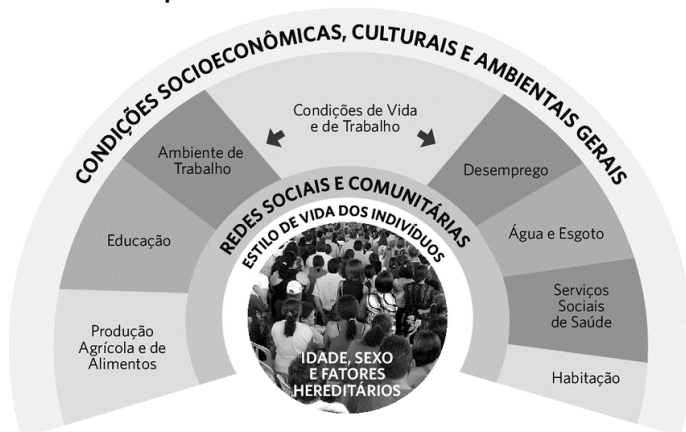 CONDIÇÕES SOCIOECONÔMICAS, CULTURAIS E AMBIENTAIS GERAIS
Condições de Vida
e de Trabalho
Ambiente de
Trabalho
Desemprego
REDES SOCIAIS E COMUNITÁRIAS
ESTILO DE VIDA DOS INDIVÍDUOS
Educação
Água e Esgoto
Produção
Agrícola e de
Alimentos
Serviços
Sociais
de Saúde
Habitação
IDADE, SEXO
E FATORES
HEREDITÁRIOS